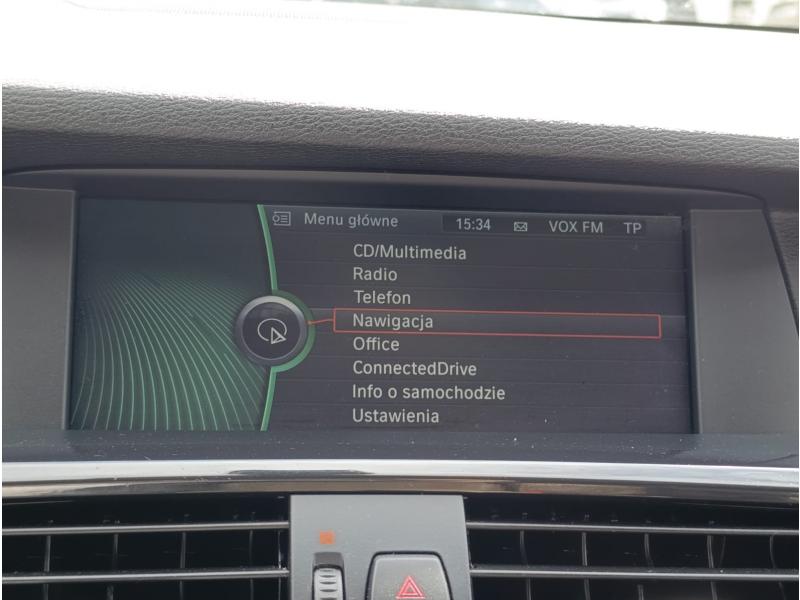 Menu główne 15:34 VOX FM TP
CD/Multimedia
Radio
Telefon
Nawigacja
Office
ConnectedDrive
Info o samochodzie
Ustawienia